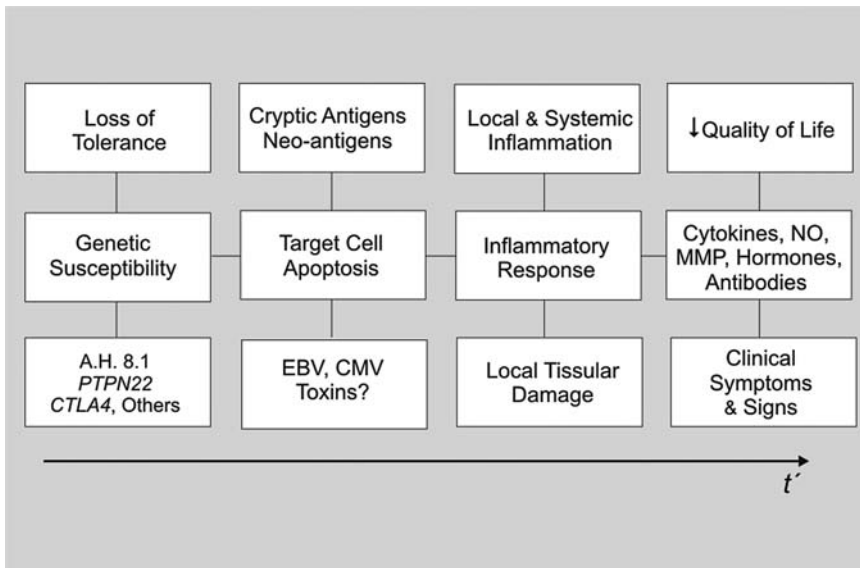 Loss of
Tolerance
Cryptic Antigens
Neo-antigens
Local & Systemic
Inflammation
↓Quality of Life
Genetic
Susceptibility
Target Cell
Apoptosis
Inflammatory
Response
Cytokines, NO,
MMP, Hormones,
Antibodies
A.H. 8.1
PTPN22
CTLA4, Others
EBV, CMV
Toxins?
Local Tissular
Damage
Clinical
Symptoms
& Signs
t´